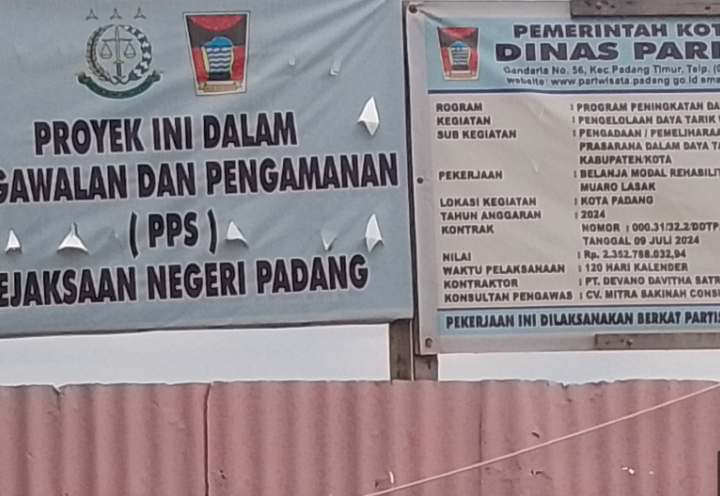 PROYEK INI DALAM
GAWALAN DAN PENGAMANAN
( PPS )
EJAKSAAN NEGERI PADANG
PEMERINTAH KOT
DINAS PARI
Gandaria No. 56, Kec.Padang Timur, Telp. (0
website: www.pariwisata.padang.go.id ema
ROGRAM : PROGRAM PENINGKATAN DA
KEGIATAN : PENGELOLAAN DAYA TARIK
SUB KEGIATAN : PENGADAAN / PEMELIHARA
PRASARANA DALAM DAYA TA
KABUPATEN/KOTA
PEKERJAAN : BELANJA MODAL REHABILIT
MUARO LASAK
LOKASI KEGIATAN : KOTA PADANG
TAHUN ANGGARAN : 2024
KONTRAK NOMOR : 000.31/32.2/DDTP
TANGGAL 09 JULI 2024
NILAI : Rp. 2.352.788.032,94
WAKTU PELAKSANAAN : 120 HARI KALENDER
KONTRAKTOR : PT. DEVANO DAVITHA SATR
KONSULTAN PENGAWAS : CV. MITRA SAKINAH CONS
PEKERJAAN INI DILAKSANAKAN BERKAT PARTIS